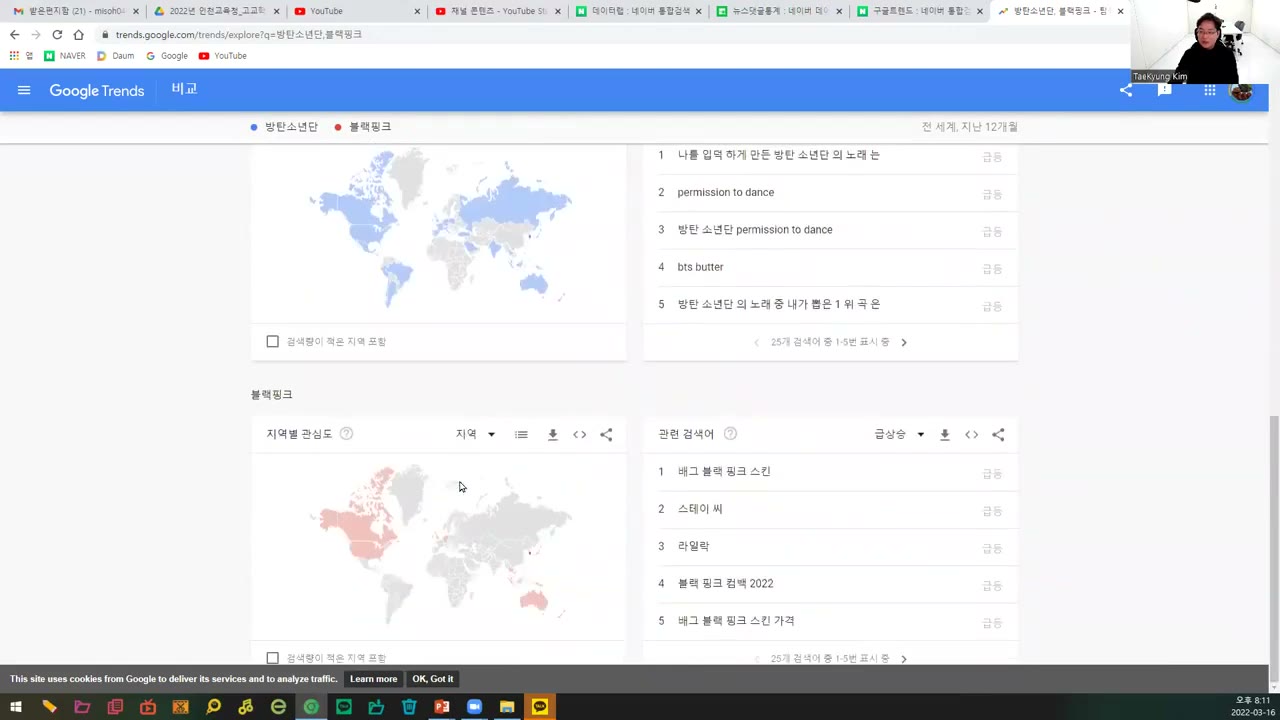 받은편지함 (21) - misoh04
2022년 인천교육청_고교학
YouTube
채널 콘텐츠 - YouTube St
데이터랩 : 네이버 통합검색
뉴스댓글통계 : 네이버 데이
구글트렌드 : 네이버 통합검
방탄소년단, 블랙핑크 - 탐
trends.google.com/trends/explore?q=방탄소년단,블랙핑크
앱
NAVER
Daum
Google
YouTube
TaeKyung Kim
Google Trends
비교
방탄소년단
블랙핑크
전 세계, 지난 12개월
1 나를 입덕 하게 만든 방탄 소년단 의 노래 는 급등
2 permission to dance 급등
3 방탄 소년단 permission to dance 급등
4 bts butter 급등
5 방탄 소년단 의 노래 중 내가 뽑은 1 위 곡 은 급등
검색량이 적은 지역 포함
25개 검색어 중 1-5번 표시 중
블랙핑크
지역별 관심도
지역
관련 검색어
급상승
1 배그 블랙 핑크 스킨 급등
2 스테이 씨 급등
3 라일락 급등
4 블랙 핑크 컴백 2022 급등
5 배그 블랙 핑크 스킨 가격 급등
검색량이 적은 지역 포함
25개 검색어 중 1-5번 표시 중
This site uses cookies from Google to deliver its services and to analyze traffic.
Learn more
OK, Got it
오후 8:11
2022-03-16